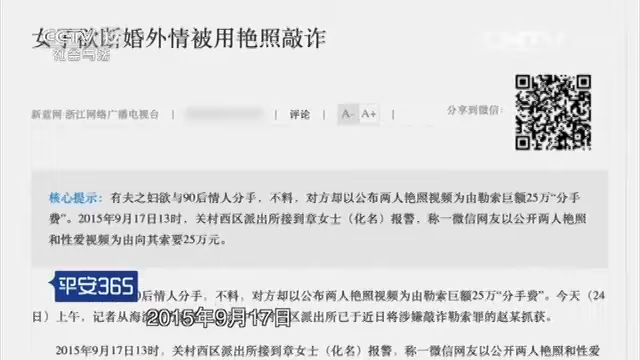 CCTV
社会与法
女子欲断婚外情被用艳照敲诈
新蓝网·浙江网络广播电视台 | | 评论 | A- A+ | 分享到微信:
核心提示：有夫之妇欲与90后情人分手，不料，对方却以公布两人艳照视频为由勒索巨额25万“分手
费”。2015年9月17日13时，关村西区派出所接到章女士（化名）报警，称一微信网友以公开两人艳照
和性爱视频为由向其索要25万元。
平安365
90后情人分手，不料，对方却以公布两人艳照视频为由勒索巨额25万“分手费”。今天（24
日）上午，记者从海 区派出所已于近日将涉嫌敲诈勒索罪的赵某抓获。
2015年9月17日
2015年9月17日13时，关村西区派出所接到章女士（化名）报警，称一微信网友以公开两人艳照和性爱